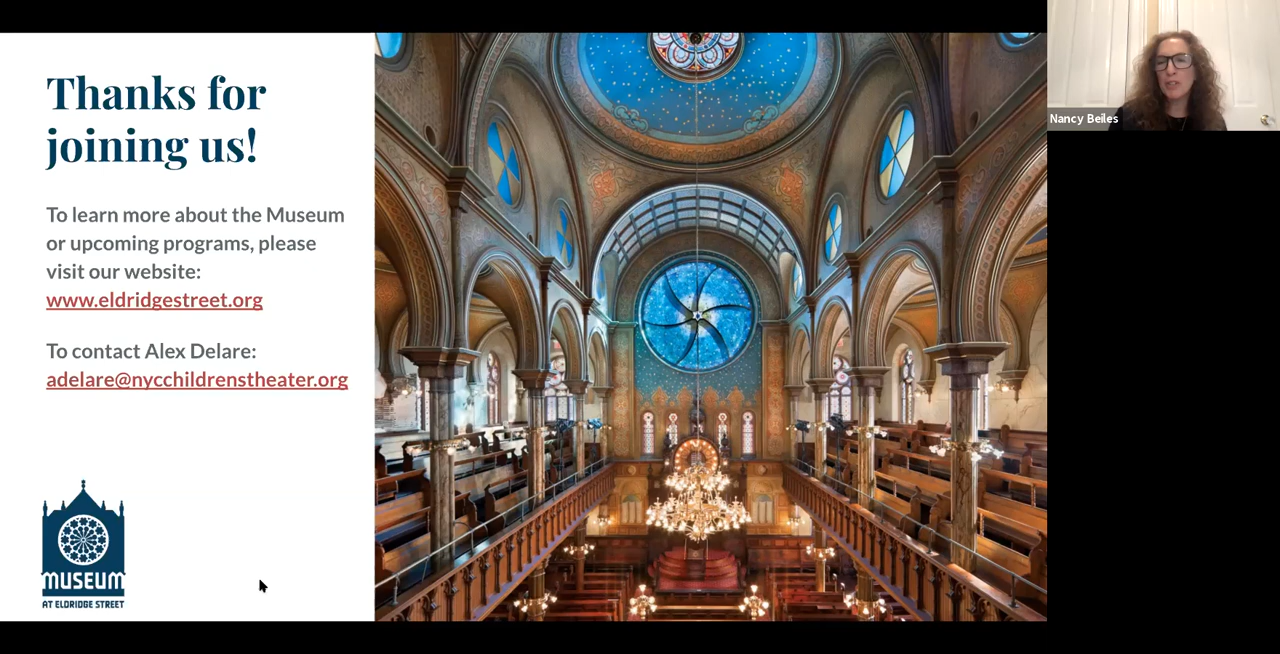 Thanks for
joining us!
To learn more about the Museum
or upcoming programs, please
visit our website:
www.eldridgestreet.org
To contact Alex Delare:
adelare@nycchildrenstheater.org
MUSEUM
AT ELDRIDGE STREET
Nancy Beiles